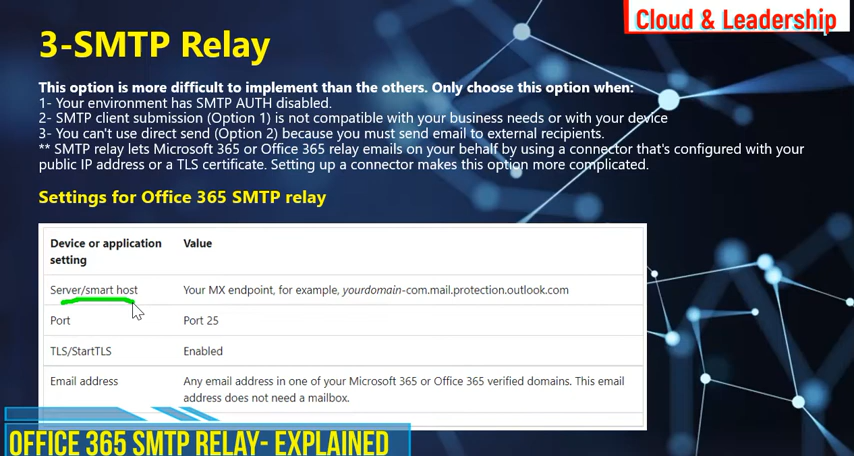 Cloud & Leadership
3-SMTP Relay
This option is more difficult to implement than the others. Only choose this option when:
1- Your environment has SMTP AUTH disabled.
2- SMTP client submission (Option 1) is not compatible with your business needs or with your device
3- You can't use direct send (Option 2) because you must send email to external recipients.
** SMTP relay lets Microsoft 365 or Office 365 relay emails on your behalf by using a connector that's configured with your
public IP address or a TLS certificate. Setting up a connector makes this option more complicated.
Settings for Office 365 SMTP relay
Device or application
setting
Value
Server/smart host
Your MX endpoint, for example, yourdomain-com.mail.protection.outlook.com
Port
Port 25
TLS/StartTLS
Enabled
Email address
Any email address in one of your Microsoft 365 or Office 365 verified domains. This email
address does not need a mailbox.
OFFICE 365 SMTP RELAY- EXPLAINED